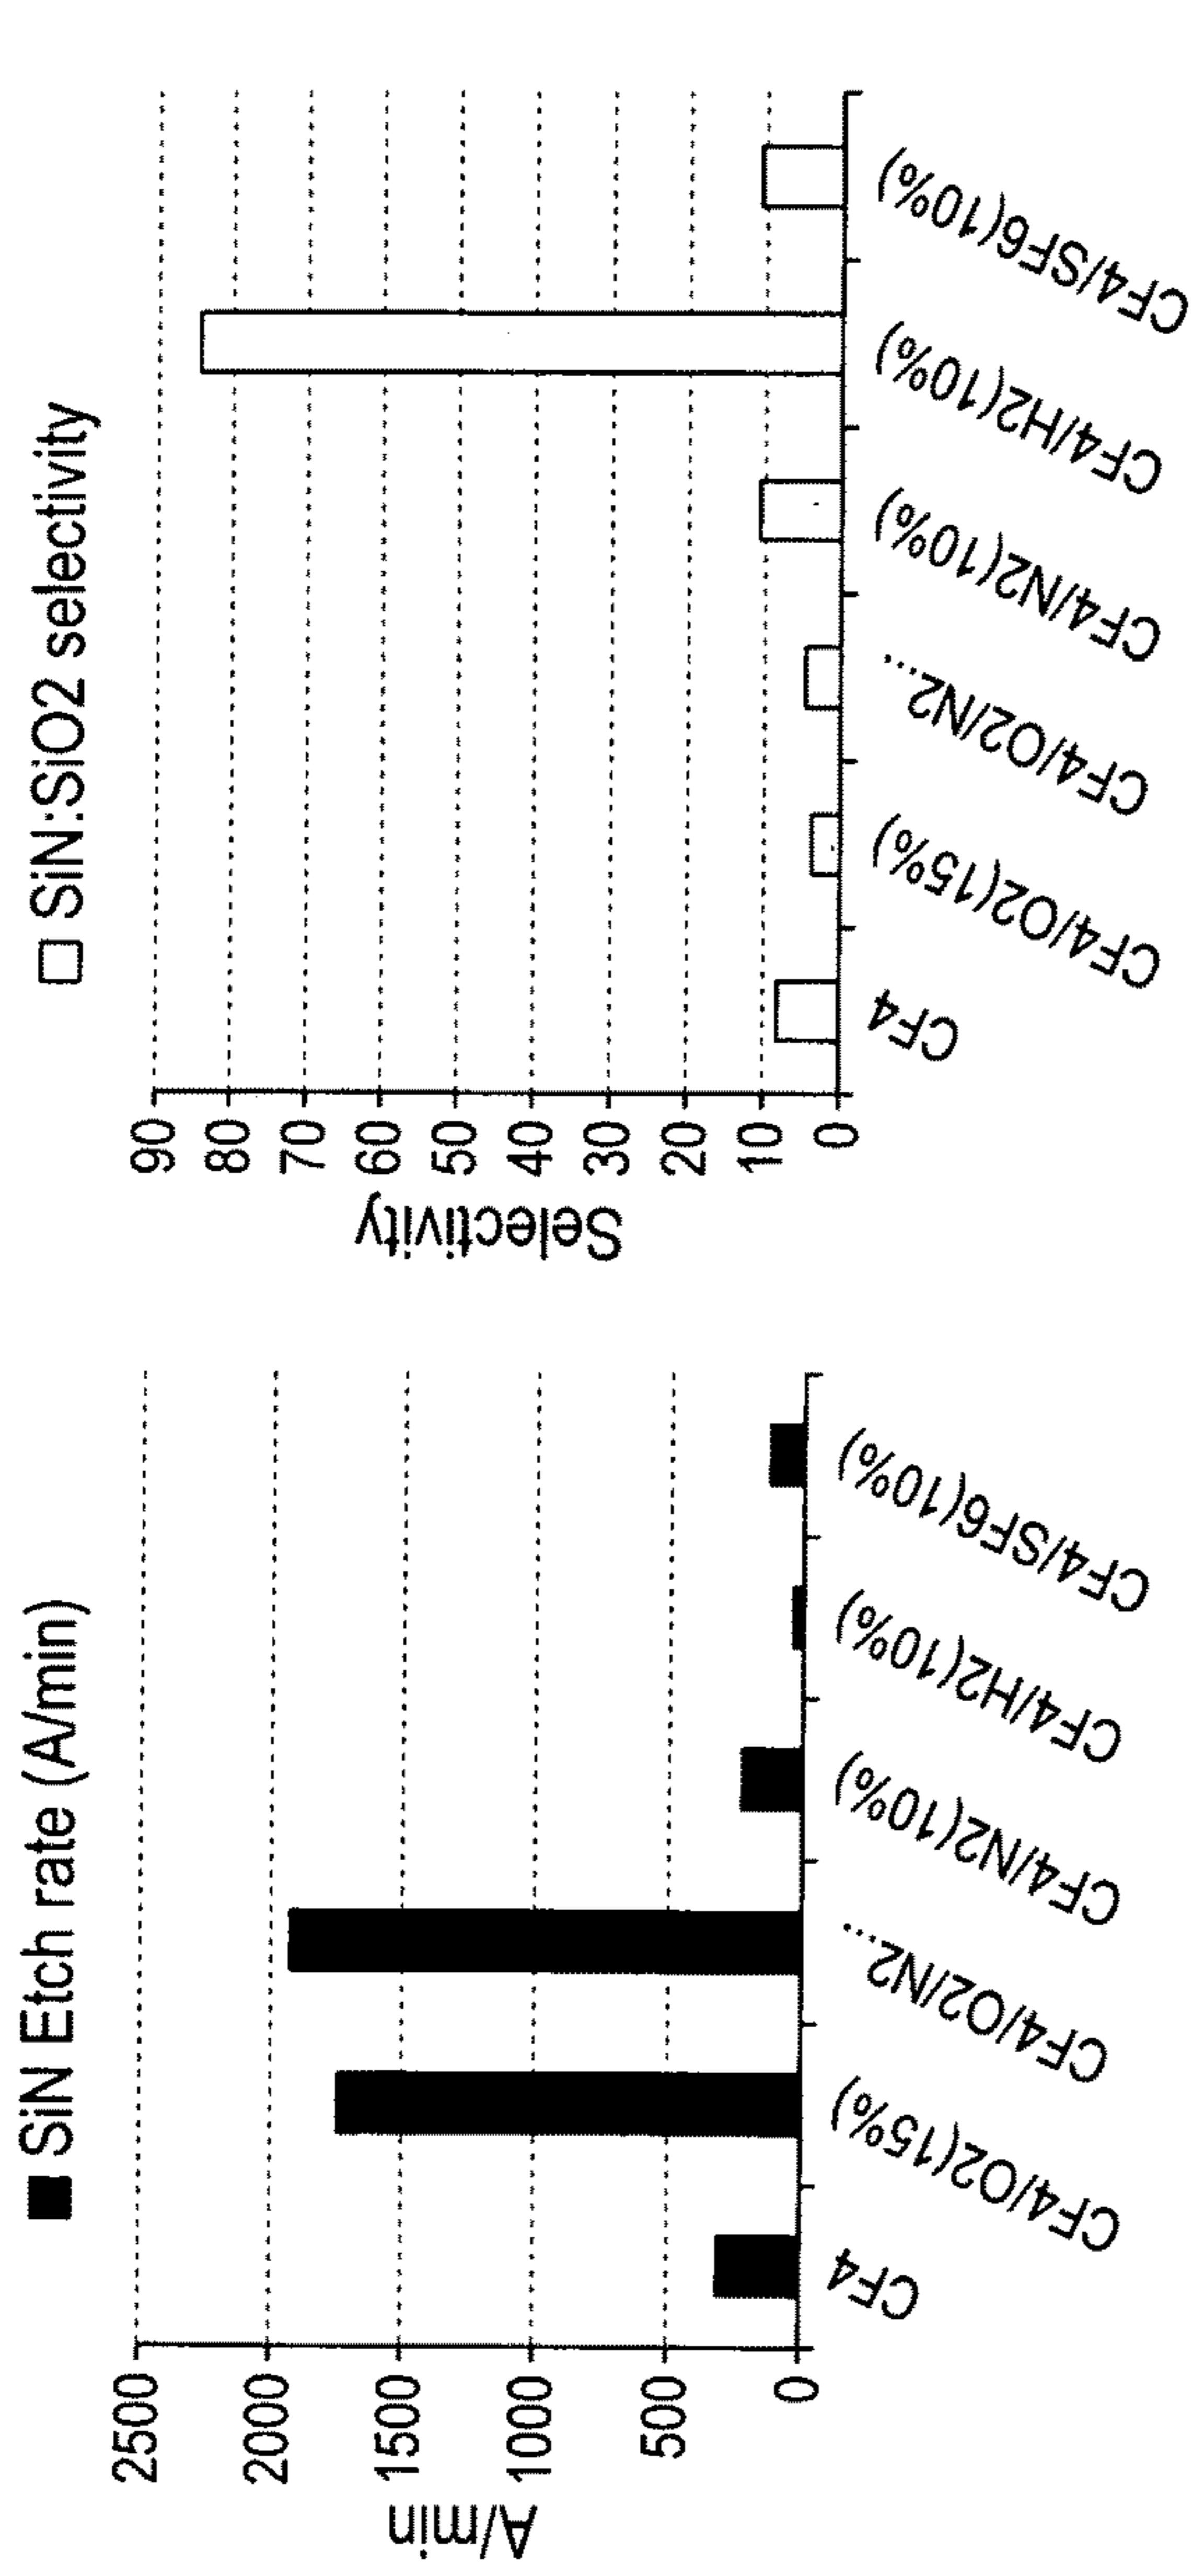 SiN Etch rate (A/min)
2500
2000
1500
1000
500
0
A/min
CF4
CF4/O2(15%)
CF4/O2/N2...
CF4/N2(10%)
CF4/H2(10%)
CF4/SF6(10%)
SiN:SiO2 selectivity
90
80
70
60
50
40
30
20
10
0
Selectivity
CF4
CF4/O2(15%)
CF4/O2/N2...
CF4/N2(10%)
CF4/H2(10%)
CF4/SF6(10%)